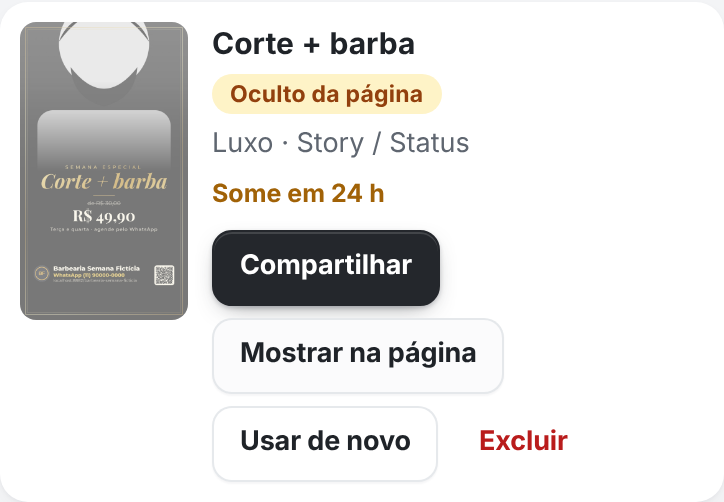 Corte + barba
Oculto da página
Luxo · Story / Status
Some em 24 h
Compartilhar
Mostrar na página
Usar de novo
Excluir
SEMANA ESPECIAL
Corte + barba
R$ 49,90
Terça e quarta · agende pelo WhatsApp
Barbearia Semana Fictícia
WhatsApp (11) 90000-0000